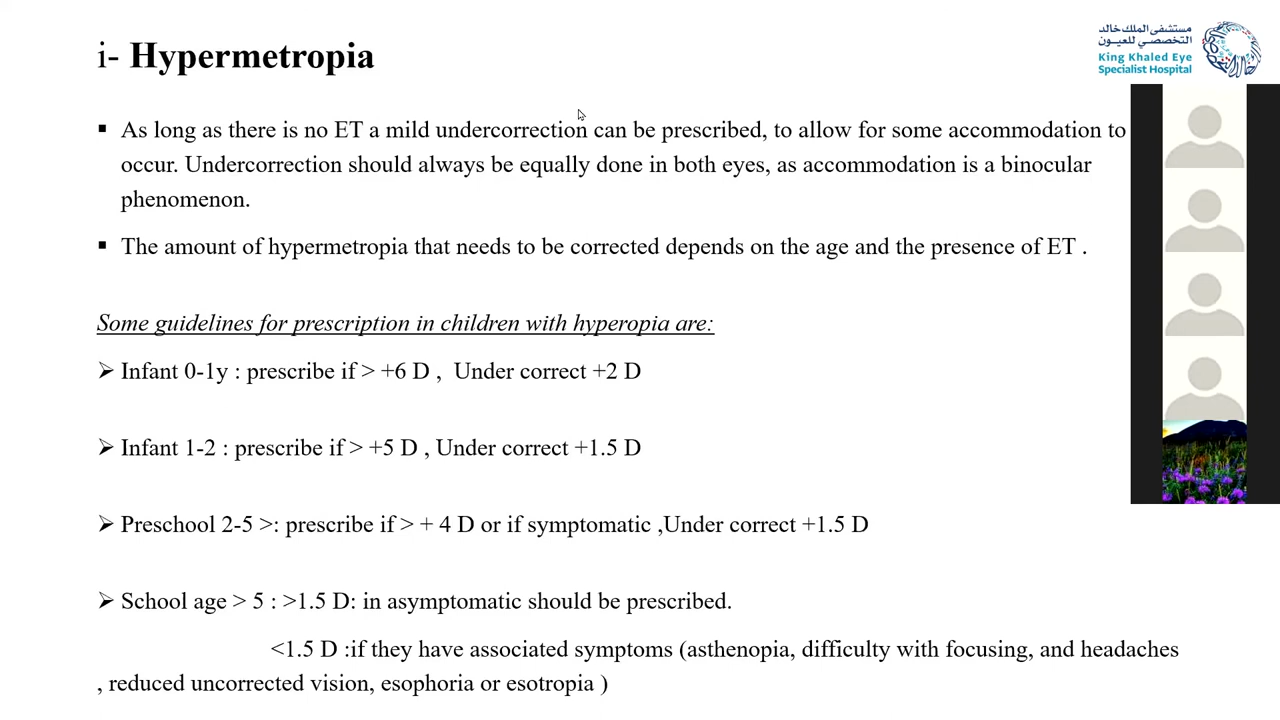 i- Hypermetropia
مستشفى الملك خالد
التخصصي للعيون
King Khaled Eye
Specialist Hospital
▪ As long as there is no ET a mild undercorrection can be prescribed, to allow for some accommodation to
occur. Undercorrection should always be equally done in both eyes, as accommodation is a binocular
phenomenon.
▪ The amount of hypermetropia that needs to be corrected depends on the age and the presence of ET .
Some guidelines for prescription in children with hyperopia are:
➢ Infant 0-1y : prescribe if > +6 D , Under correct +2 D
➢ Infant 1-2 : prescribe if > +5 D , Under correct +1.5 D
➢ Preschool 2-5 >: prescribe if > + 4 D or if symptomatic ,Under correct +1.5 D
➢ School age > 5 : >1.5 D: in asymptomatic should be prescribed.
<1.5 D :if they have associated symptoms (asthenopia, difficulty with focusing, and headaches
, reduced uncorrected vision, esophoria or esotropia )